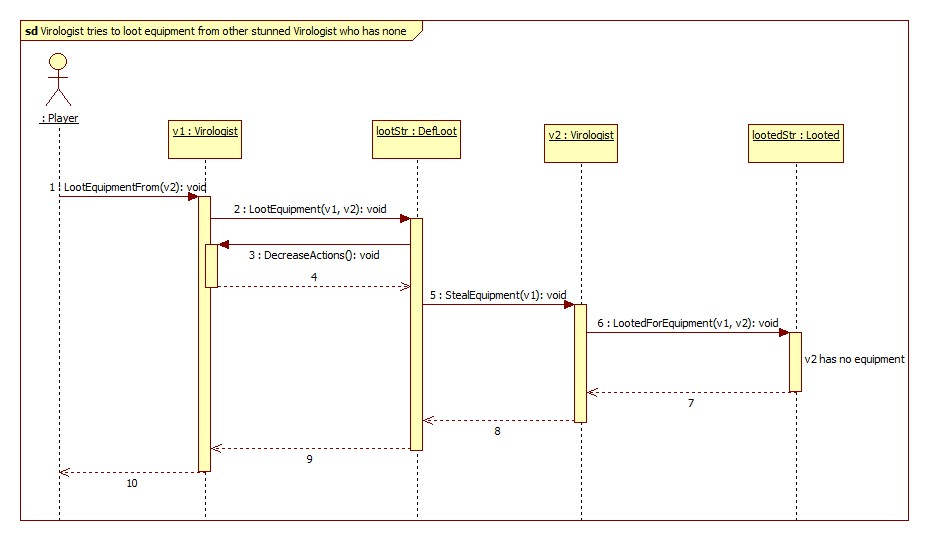 sd Virologist tries to loot equipment from other stunned Virologist who has none
: Player
v1 : Virologist
lootStr : DefLoot
v2 : Virologist
lootedStr : Looted
1 : LootEquipmentFrom(v2): void
2 : LootEquipment(v1, v2): void
3 : DecreaseActions(): void
4
5 : StealEquipment(v1): void
6 : LootedForEquipment(v1, v2): void
v2 has no equipment
7
8
9
10